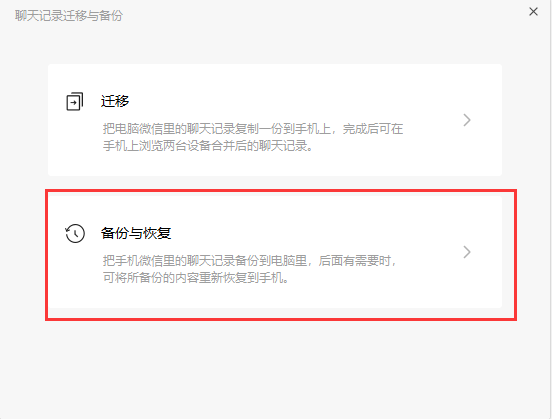 聊天记录迁移与备份
迁移
把电脑微信里的聊天记录复制一份到手机上，完成后可在
手机上浏览两台设备合并后的聊天记录。
备份与恢复
把手机微信里的聊天记录备份到电脑里，后面有需要时，
可将所备份的内容重新恢复到手机。